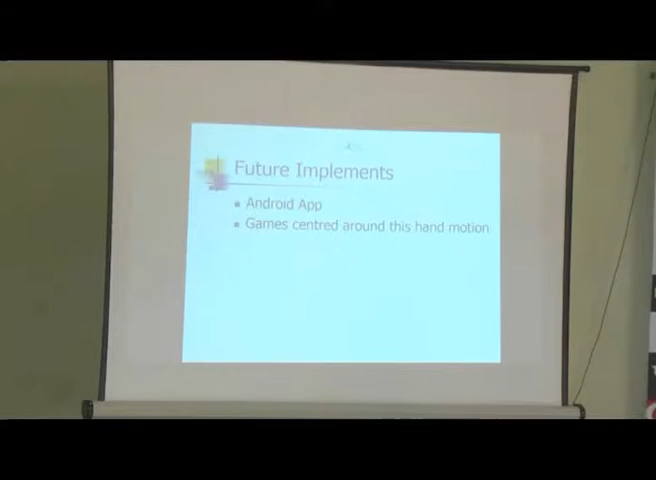 Future Implements
Android App
Games centred around this hand motion